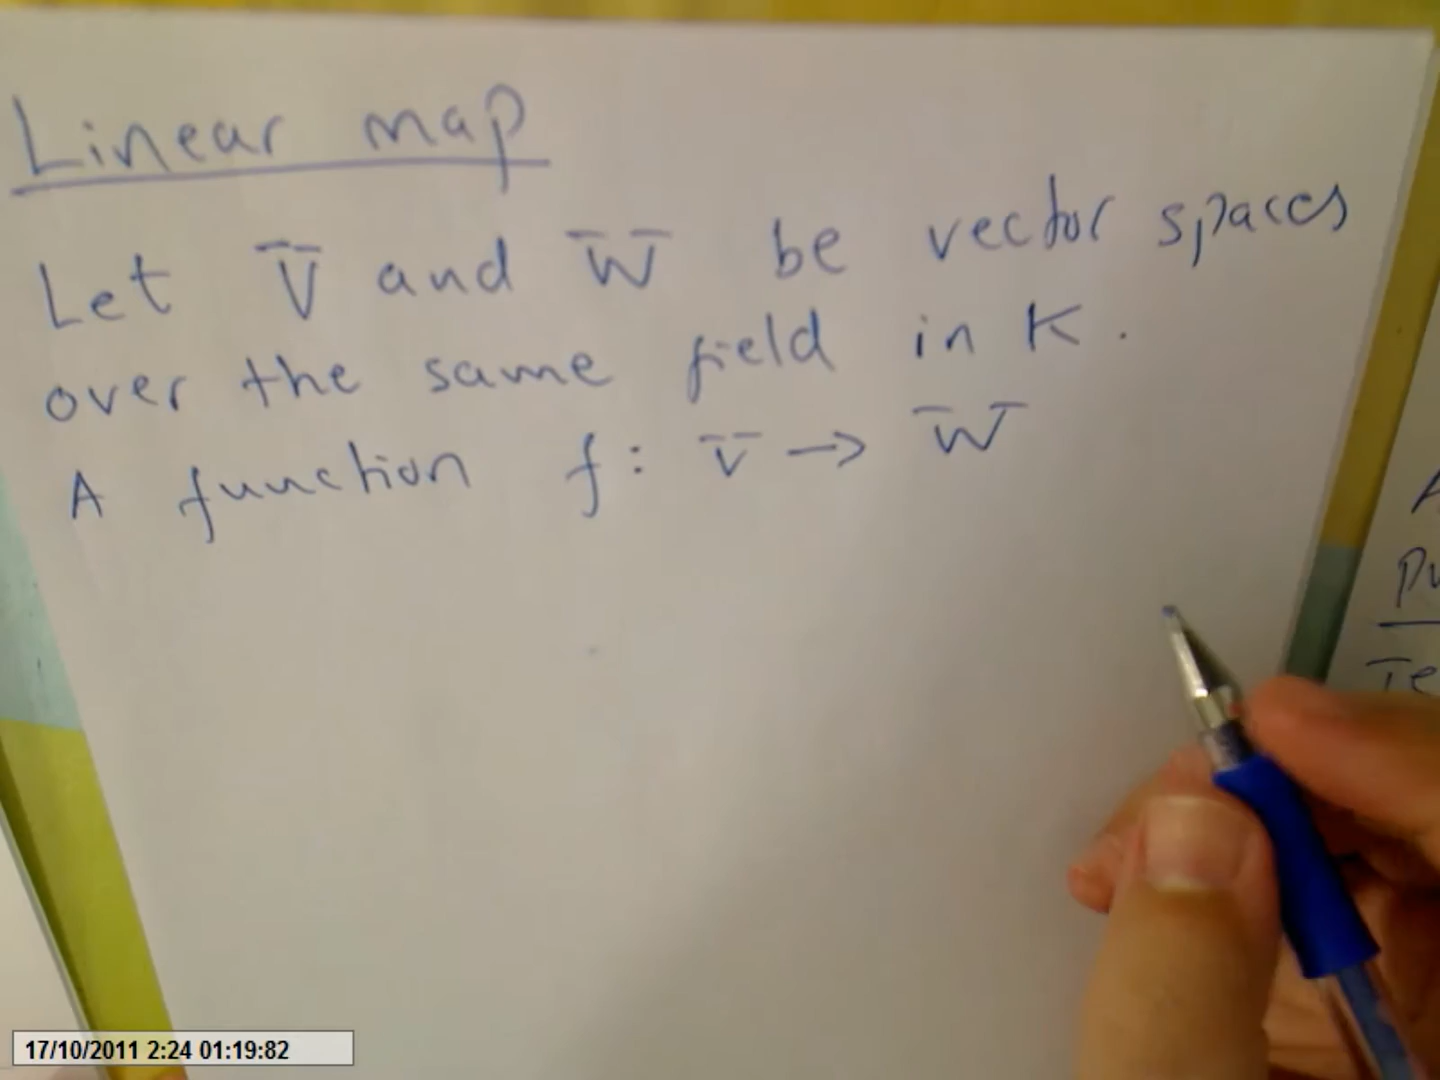 Linear map
Let V and W be vector spaces
over the same field in K.
A function f: V → W
A
Te
17/10/2011 2:24 01:19:82